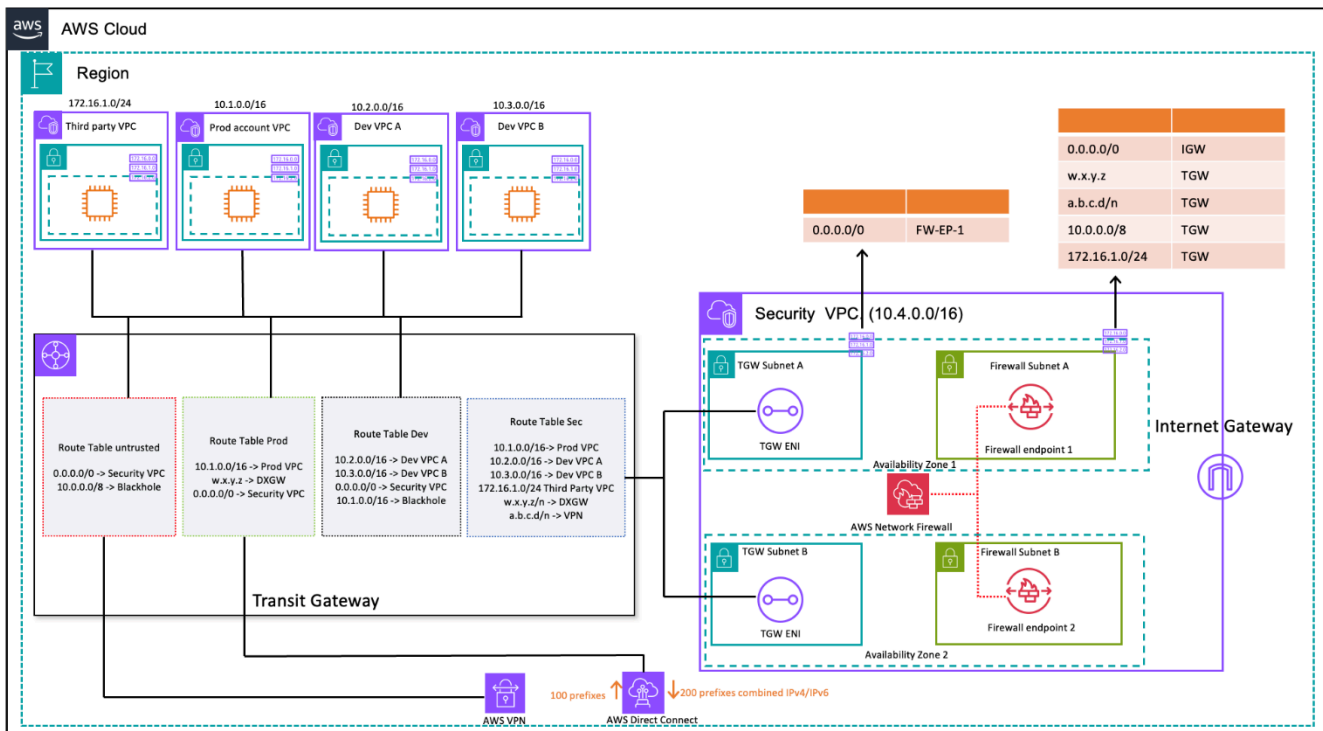 aws
AWS Cloud
Region
172.16.1.0/24
10.1.0.0/16
10.2.0.0/16
10.3.0.0/16
Third party VPC
Prod account VPC
Dev VPC A
Dev VPC B
0.0.0.0/0 IGW
w.x.y.z TGW
a.b.c.d/n TGW
10.0.0.0/8 TGW
172.16.1.0/24 TGW
0.0.0.0/0 FW-EP-1
Security VPC. (10.4.0.0/16)
TGW Subnet A
TGW ENI
Firewall Subnet A
Firewall endpoint 1
Availability Zone 1
Internet Gateway
AWS Network Firewall
TGW Subnet B
TGW ENI
Firewall Subnet B
Firewall endpoint 2
Availability Zone 2
Route Table untrusted
0.0.0.0/0 -> Security VPC
10.0.0.0/8 -> Blackhole
Route Table Prod
10.1.0.0/16 -> Prod VPC
w.x.y.z -> DXGW
0.0.0.0/0 -> Security VPC
Route Table Dev
10.2.0.0/16 -> Dev VPC A
10.3.0.0/16 -> Dev VPC B
0.0.0.0/0 -> Security VPC
10.1.0.0/16 -> Blackhole
Route Table Sec
10.1.0.0/16-> Prod VPC
10.2.0.0/16 -> Dev VPC A
10.3.0.0/16 -> Dev VPC B
172.16.1.0/24 Third Party VPC
w.x.y.z/n -> DXGW
a.b.c.d/n -> VPN
Transit Gateway
AWS VPN
100 prefixes
200 prefixes combined IPv4/IPv6
AWS Direct Connect